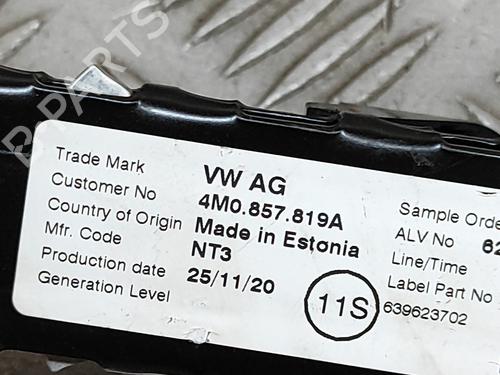 B-PARTS
Trade Mark VW AG
Customer No 4M0.857.819A
Country of Origin Made in Estonia
Mfr. Code NT3
Production date 25/11/20
Generation Level
11S
Sample Orde
ALV No 62
Line/Time
Label Part No
639623702